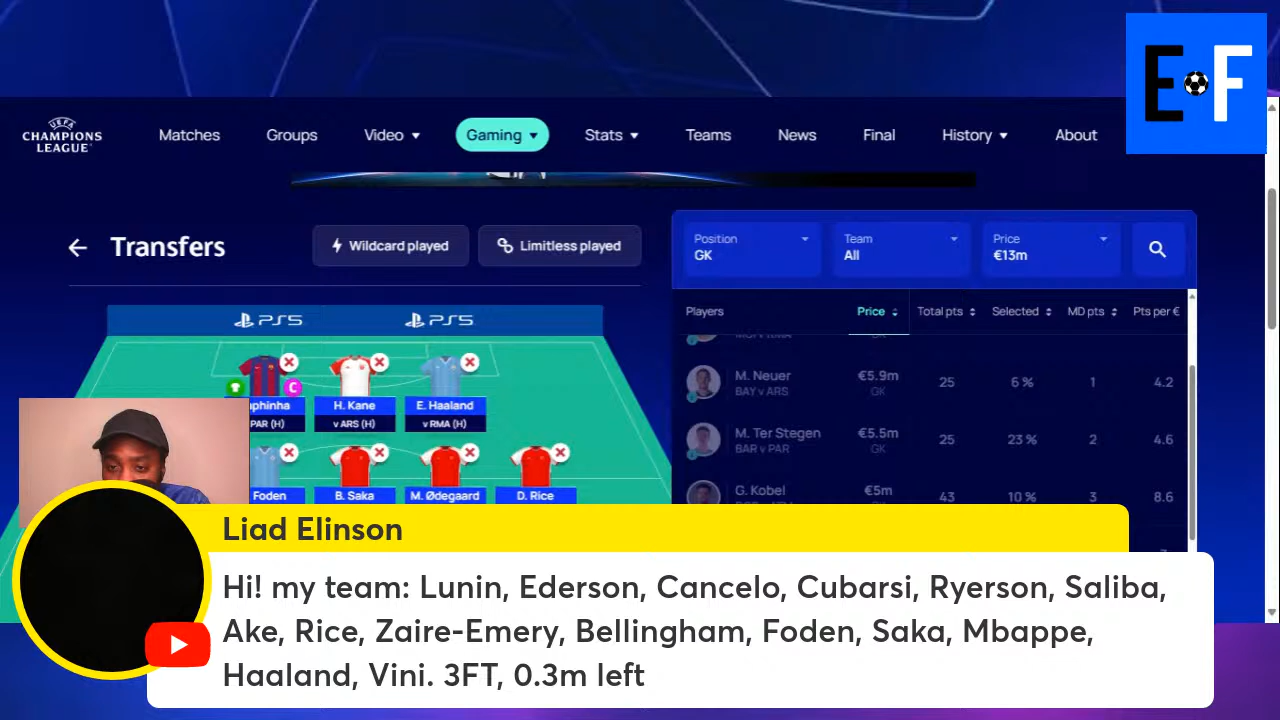 E F
UEFA
CHAMPIONS
LEAGUE
Matches Groups Video Gaming Stats Teams News Final History About
Transfers
Wildcard played Limitless played
Position Team Price
GK All €13m
PS5 PS5
Players Price Total pts Selected MD pts Pts per €
GK
M. Neuer €5.9m 25 6 % 1 4.2
BAY v ARS GK
M. Ter Stegen €5.5m 25 23 % 2 4.6
BAR v PAR GK
G. Kobel €5m 43 10 % 3 8.6
C
phinha H. Kane E. Haaland
PAR (H) v ARS (H) v RMA (H)
Foden B. Saka M. Ødegaard D. Rice
Liad Elinson
Hi! my team: Lunin, Ederson, Cancelo, Cubarsi, Ryerson, Saliba,
Ake, Rice, Zaire-Emery, Bellingham, Foden, Saka, Mbappe,
Haaland, Vini. 3FT, 0.3m left